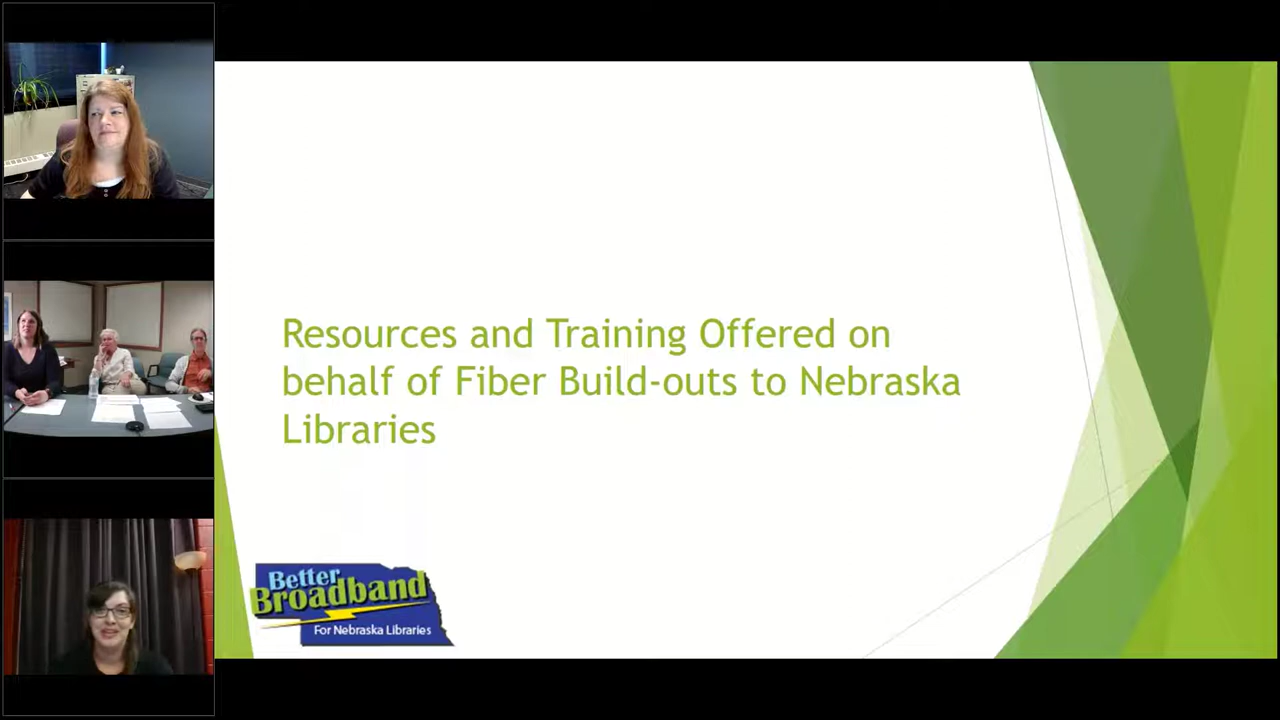 Resources and Training Offered on
behalf of Fiber Build-outs to Nebraska
Libraries
Better
Broadband
For Nebraska Libraries